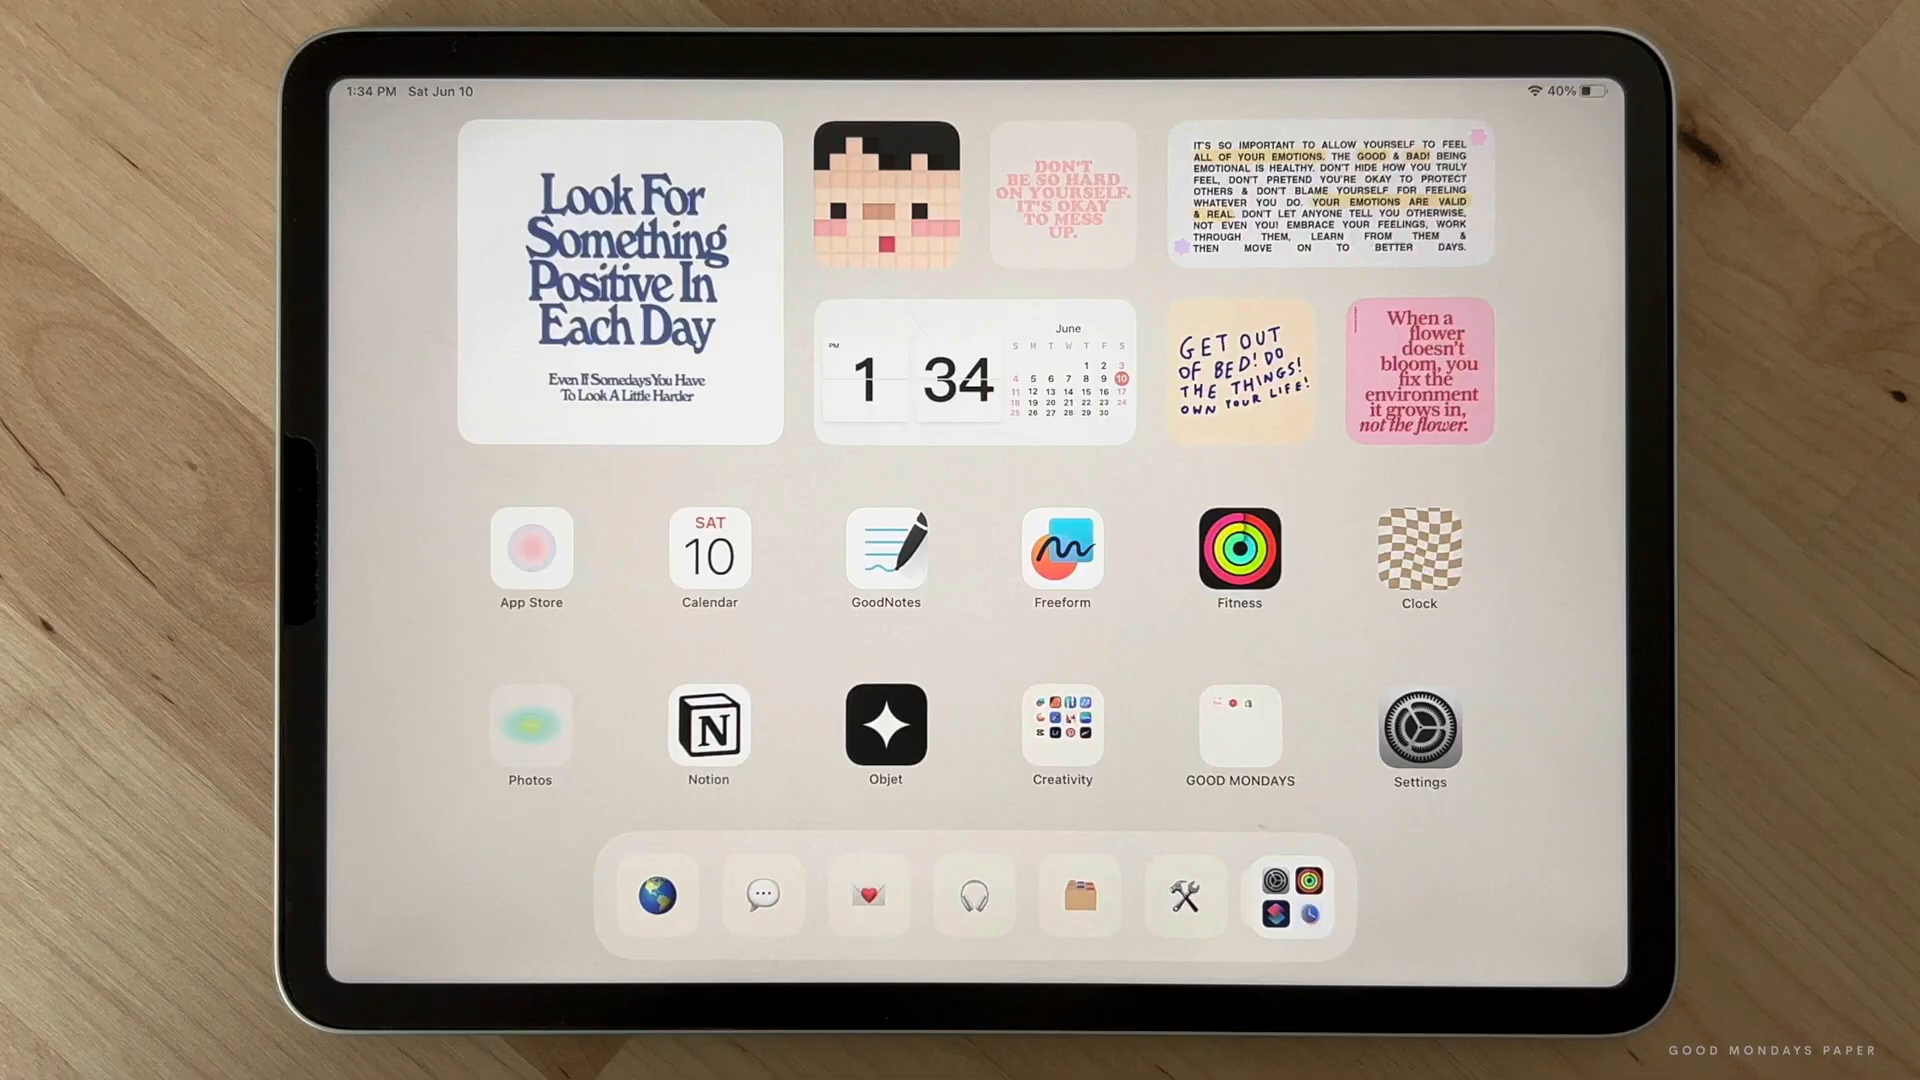 1:34 PM Sat Jun 10
40%
Look For
Something
Positive In
Each Day
Even If Somedays You Have
To Look A Little Harder
DON'T
BE SO HARD
ON YOURSELF.
IT'S OKAY
TO MESS
UP.
IT'S SO IMPORTANT TO ALLOW YOURSELF TO FEEL
ALL OF YOUR EMOTIONS. THE GOOD & BAD! BEING
EMOTIONAL IS HEALTHY. DON'T HIDE HOW YOU TRULY
FEEL, DON'T PRETEND YOU'RE OKAY TO PROTECT
OTHERS & DON'T BLAME YOURSELF FOR FEELING
WHATEVER YOU DO. YOUR EMOTIONS ARE VALID
& REAL. DON'T LET ANYONE TELL YOU OTHERWISE,
NOT EVEN YOU! EMBRACE YOUR FEELINGS, WORK
THROUGH THEM, LEARN FROM THEM &
THEN MOVE ON TO BETTER DAYS.
PM
1 34
June
S M T W T F S
1 2 3
4 5 6 7 8 9 10
11 12 13 14 15 16 17
18 19 20 21 22 23 24
25 26 27 28 29 30
GET OUT
OF BED! DO
THE THINGS!
OWN YOUR LIFE!
When a
flower
doesn't
bloom, you
fix the
environment
it grows in,
not the flower.
SAT
10
App Store
Calendar
GoodNotes
Freeform
Fitness
Clock
N
Photos
Notion
Objet
Creativity
GOOD MONDAYS
Settings
GOOD MONDAYS PAPER